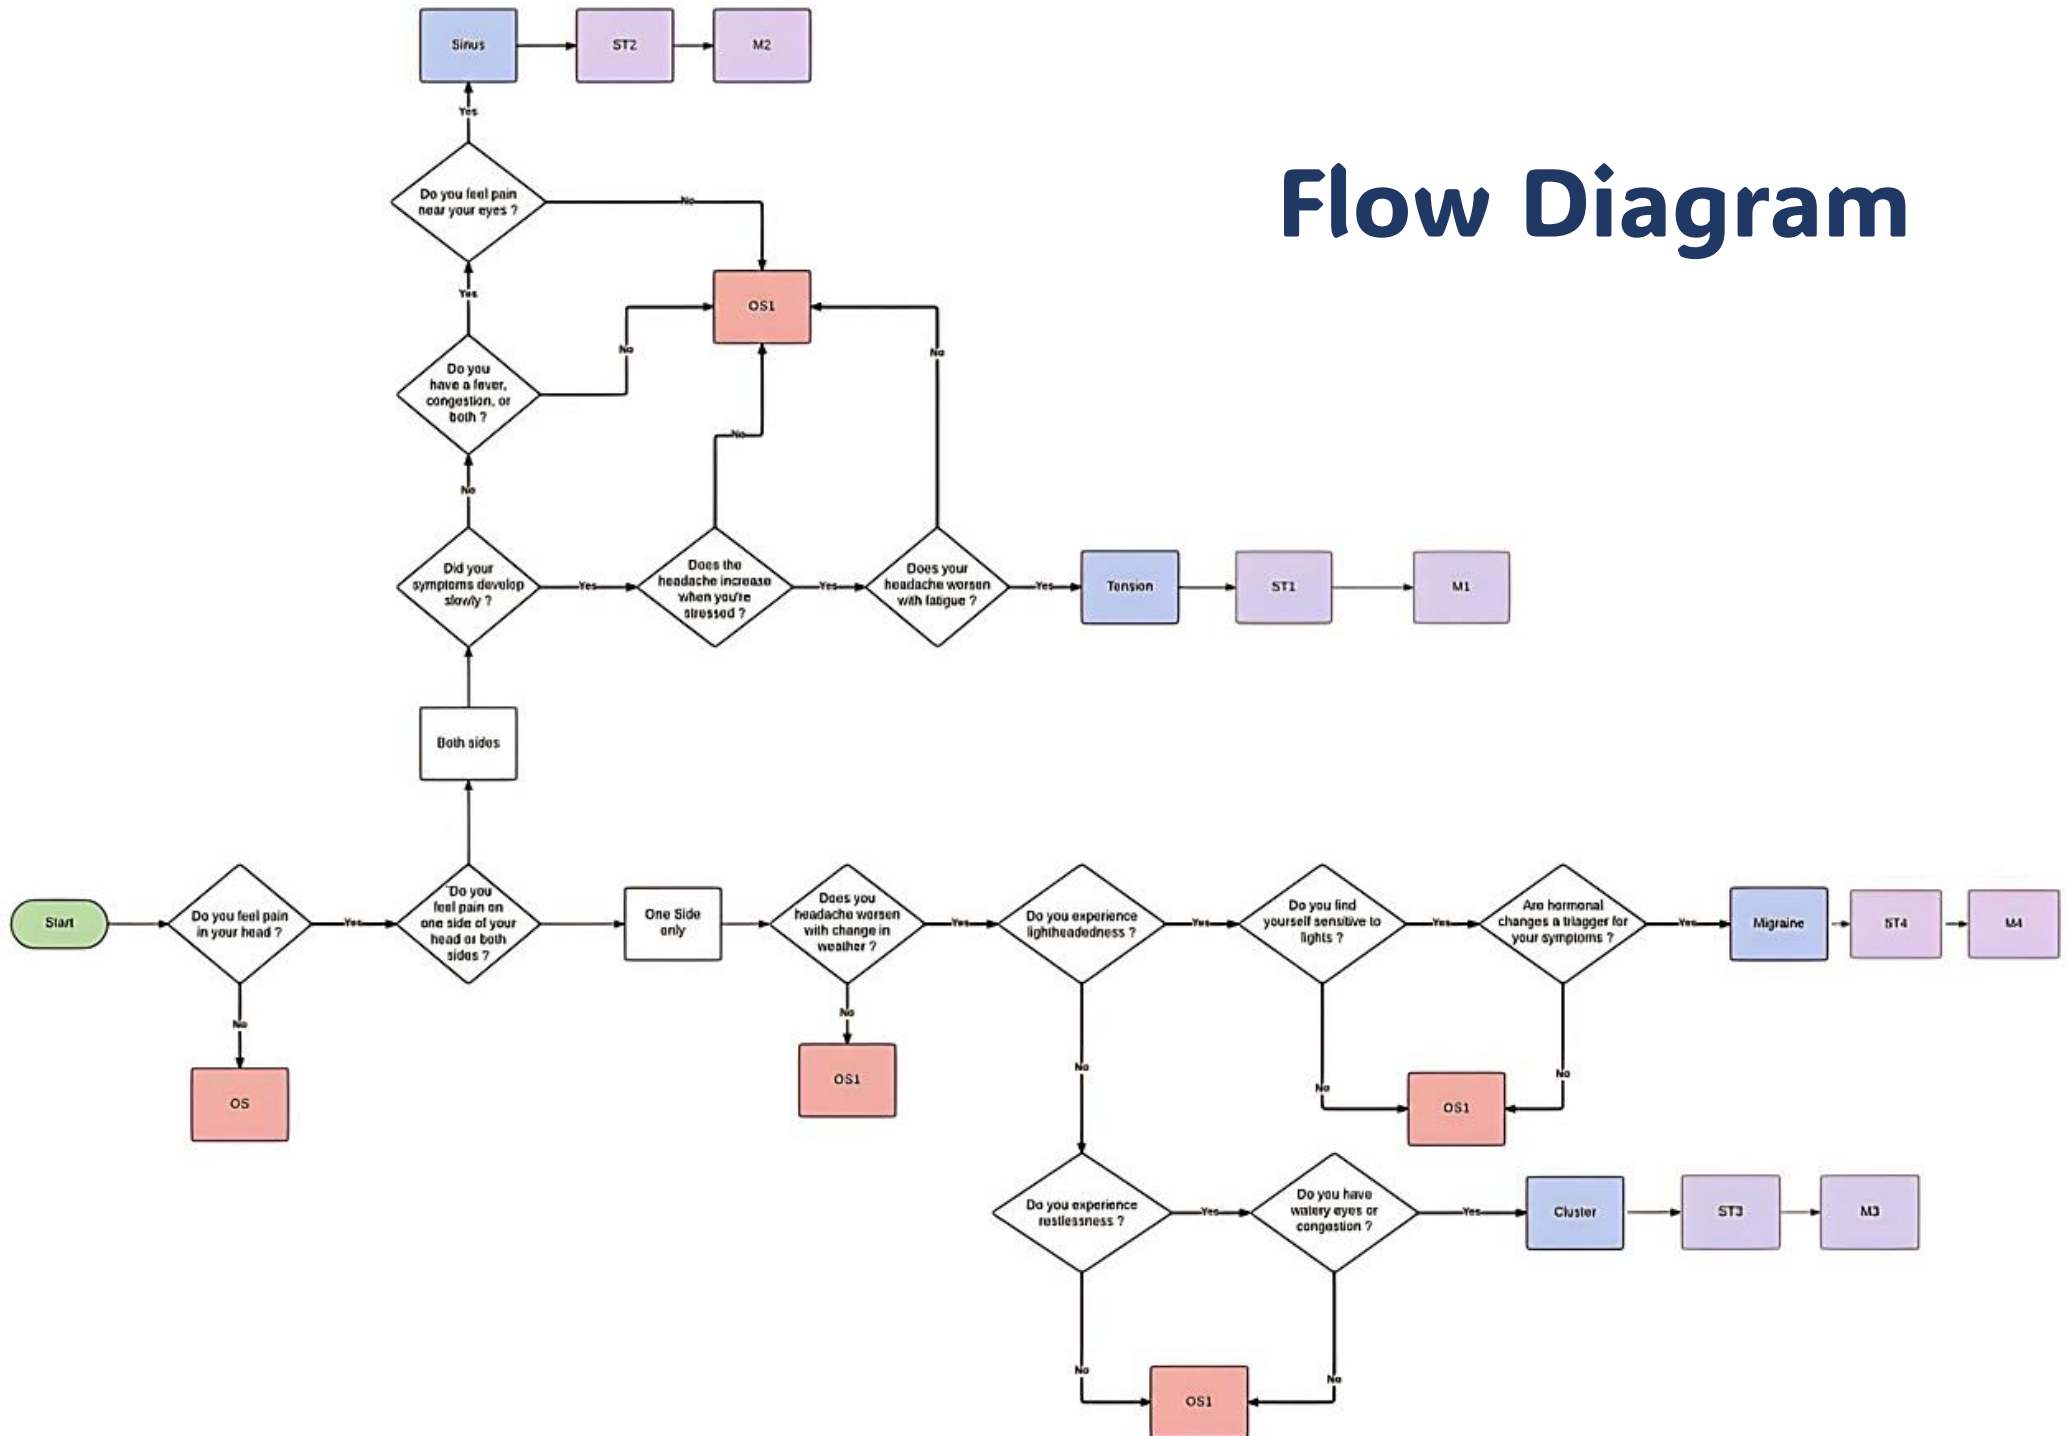 Sinus
ST2
M2
Yes
Do you feel pain
near your eyes ?
No
Flow Diagram
Yes
OS1
No
No
Do you
have a fever,
congestion, or
both ?
No
No
Did your
symptoms develop
slowly ?
Yes
Does the
headache increase
when you're
stressed ?
Yes
Does your
headache worsen
with fatigue ?
Yes
Tension
ST1
M1
Both sides
Start
Do you feel pain
in your head ?
Yes
Do you
feel pain on
one side of your
head or both
sides ?
One Side
only
Does you
headache worsen
with change in
weather ?
Yes
Do you experience
lightheadedness ?
Yes
Do you find
yourself sensitive to
lights ?
Yes
Are hormonal
changes a triagger for
your symptoms ?
Yes
Migraine
ST4
M4
No
No
No
No
No
OS
OS1
OS1
Do you experience
restlessness ?
Yes
Do you have
watery eyes or
congestion ?
Yes
Cluster
ST3
M3
No
No
OS1